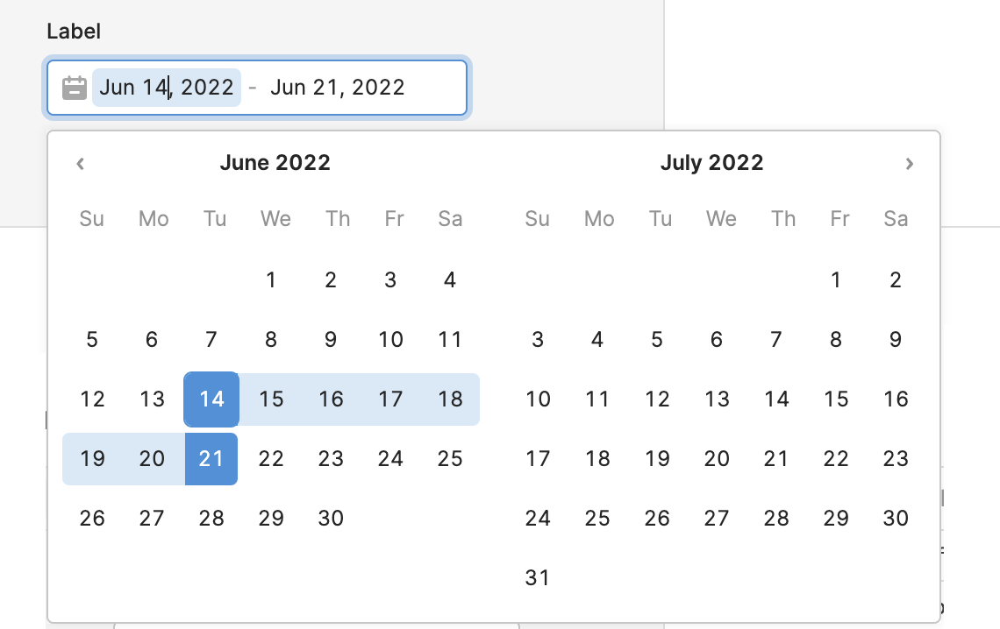 Label
Jun 14, 2022 - Jun 21, 2022
‹ June 2022
Su Mo Tu We Th Fr Sa
1 2 3 4
5 6 7 8 9 10 11
12 13 14 15 16 17 18
19 20 21 22 23 24 25
26 27 28 29 30
July 2022 ›
Su Mo Tu We Th Fr Sa
1 2
3 4 5 6 7 8 9
10 11 12 13 14 15 16
17 18 19 20 21 22 23
24 25 26 27 28 29 30
31